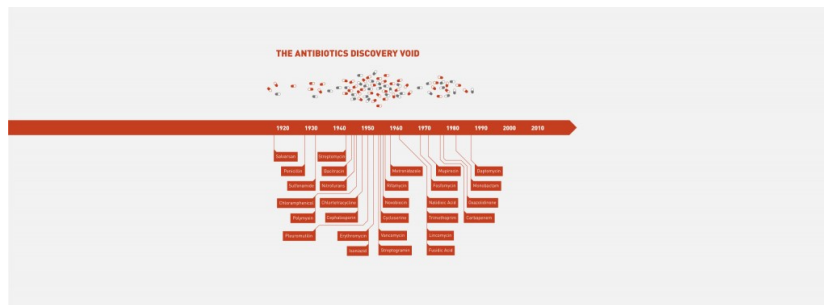 THE ANTIBIOTICS DISCOVERY VOID
1920 1930 1940 1950 1960 1970 1980 1990 2000 2010
Salvarsan Streptomycin Metronidazole Mupirocin Daptomycin
Penicillin Bacitracin Rifamycin Fosfomycin Monobactam
Sulfonamide Nitrofurans Novobiocin Nalidixic Acid Oxazolidinone
Chloramphenicol Chlortetracycline Cycloserine Trimethoprim Carbapenem
Polymyxin Cephalosporin Vancomycin Lincomycin
Pleuromutilin Erythromycin Streptogramin Fusidic Acid
Isoniazid